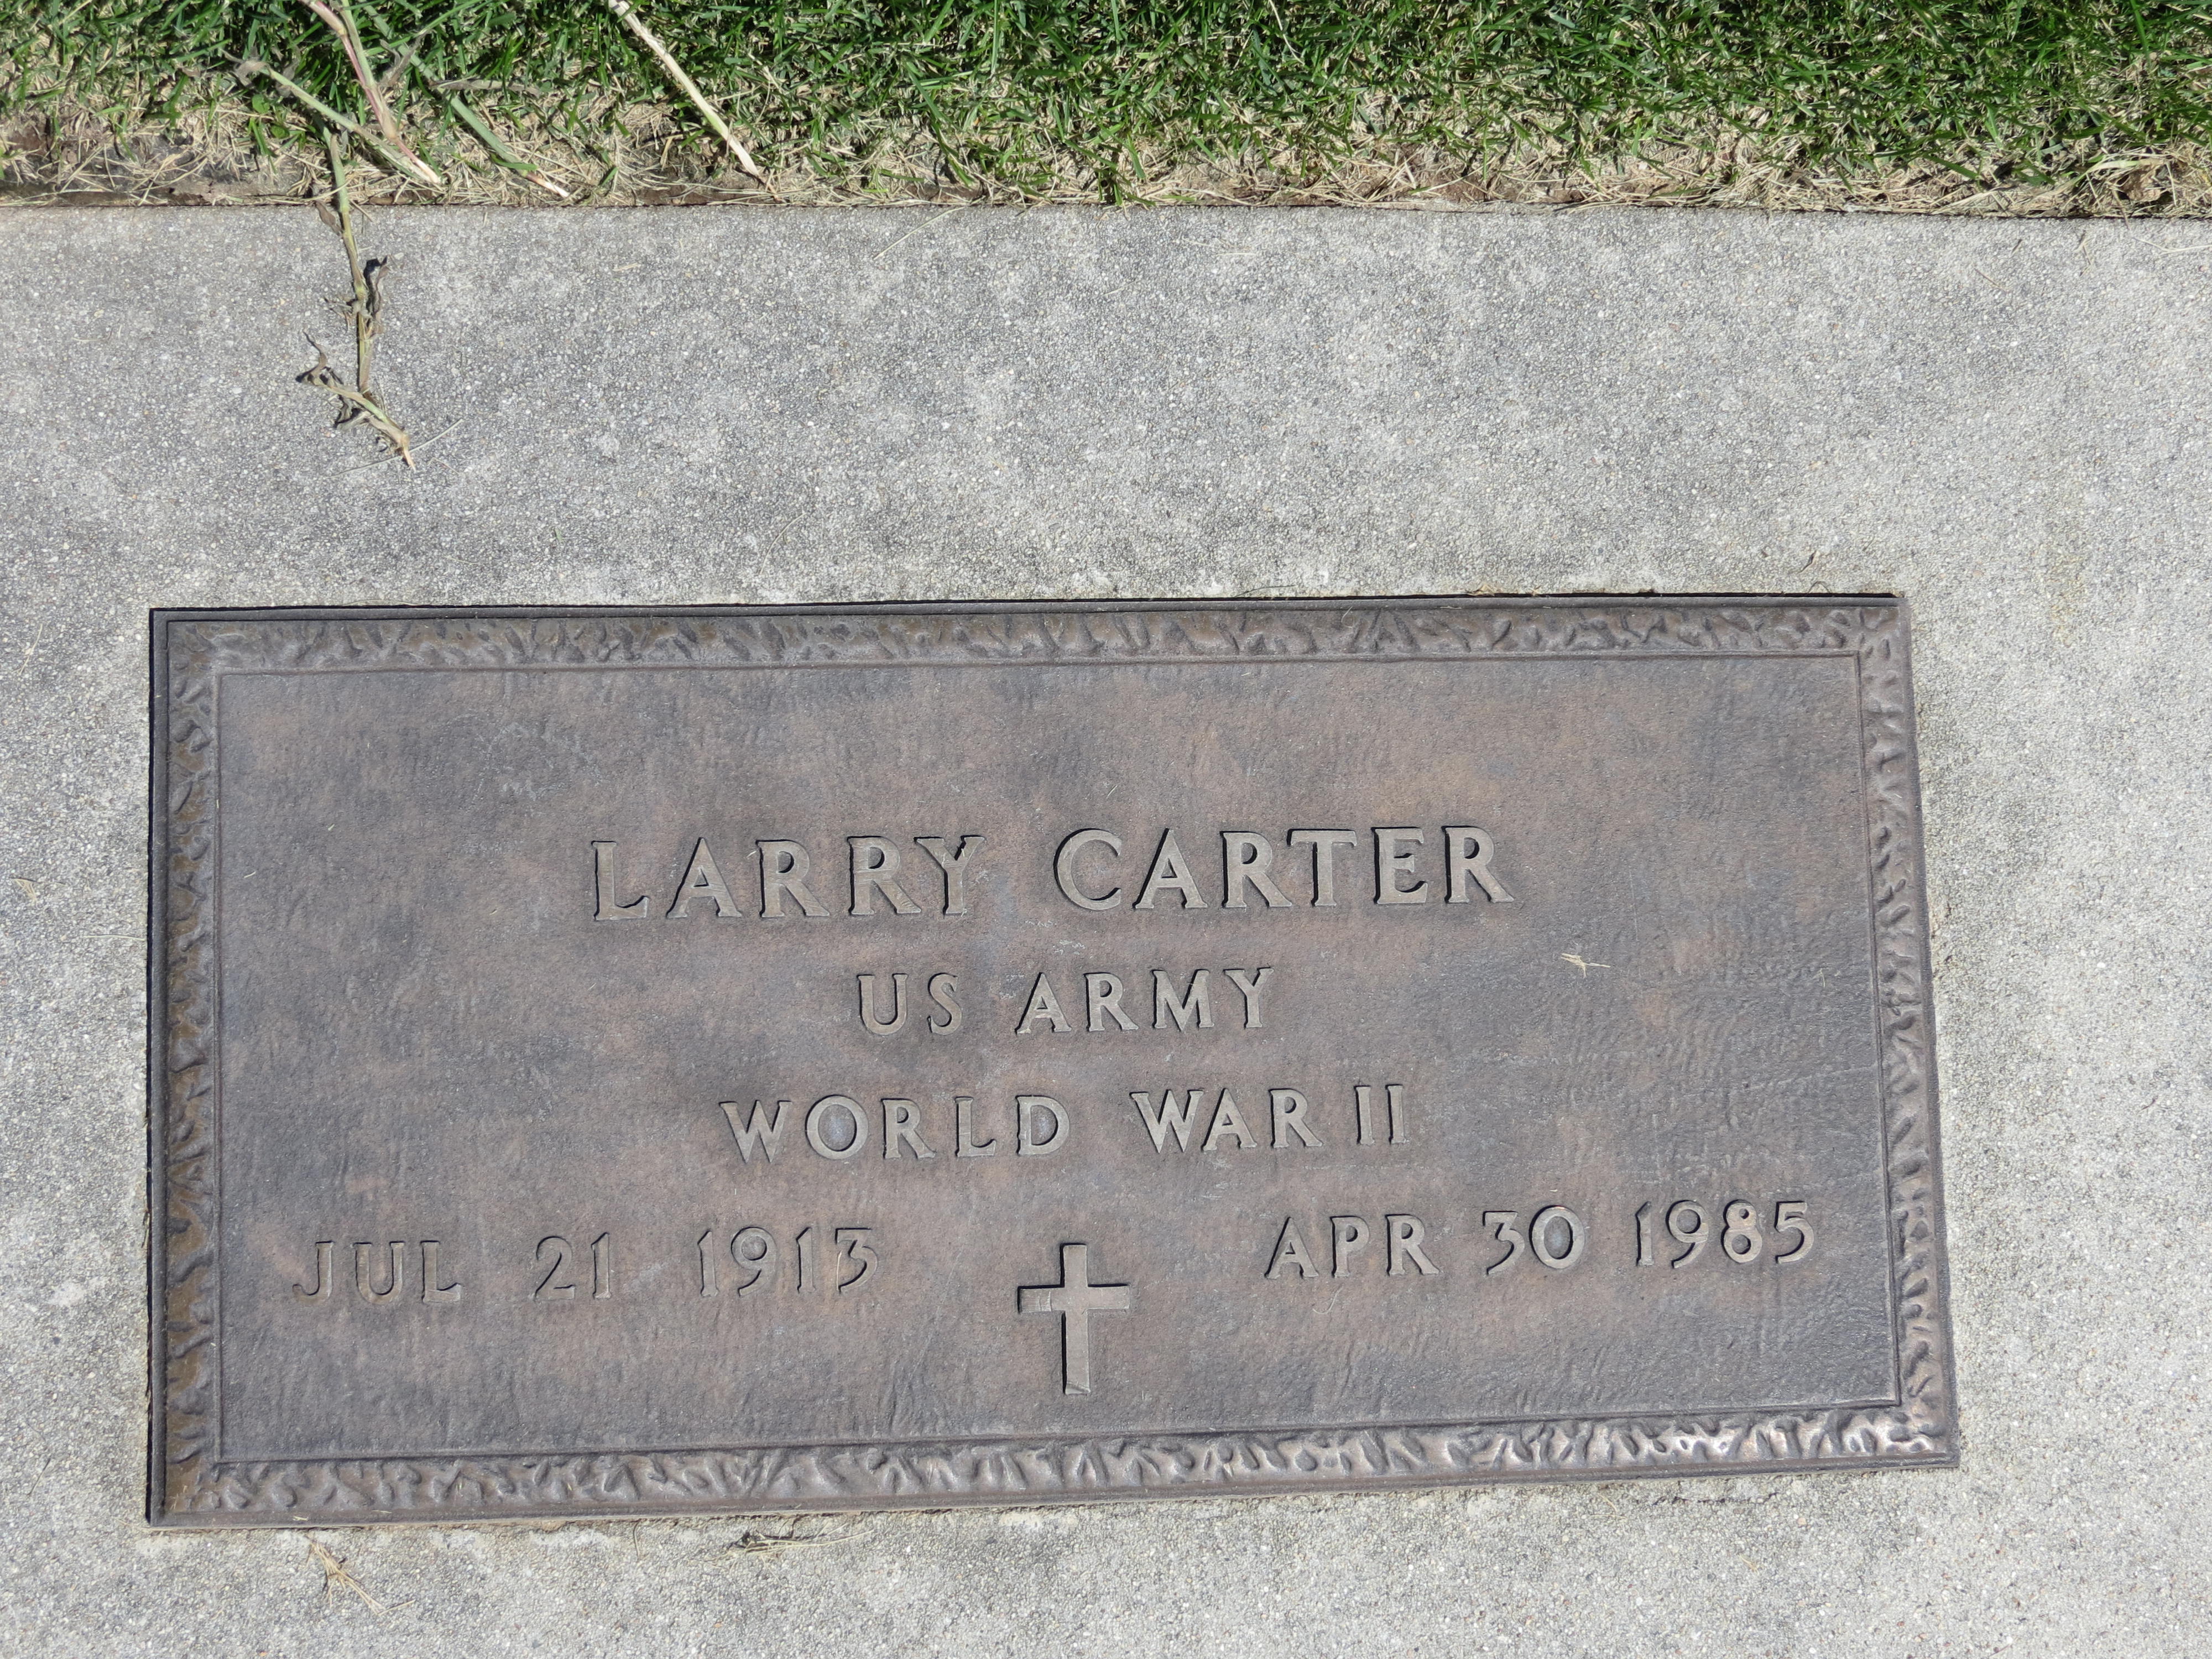 LARRY CARTER
US ARMY
WORLD WAR II
JUL 21 1913 APR 30 1985